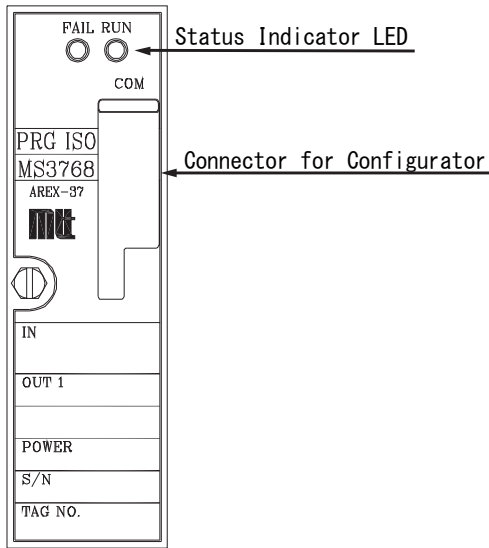 FAIL RUN
Status Indicator LED
COM
PRG ISO
MS3768
Connector for Configurator
AREX-37
Mtt
IN
OUT 1
POWER
S/N
TAG NO.